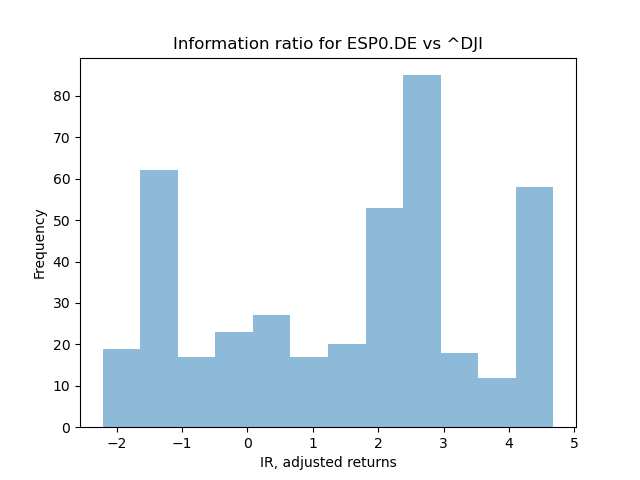 Information ratio for ESP0.DE vs ^DJI
Frequency
80
70
60
50
40
30
20
10
0
−2 −1 0 1 2 3 4 5
IR, adjusted returns